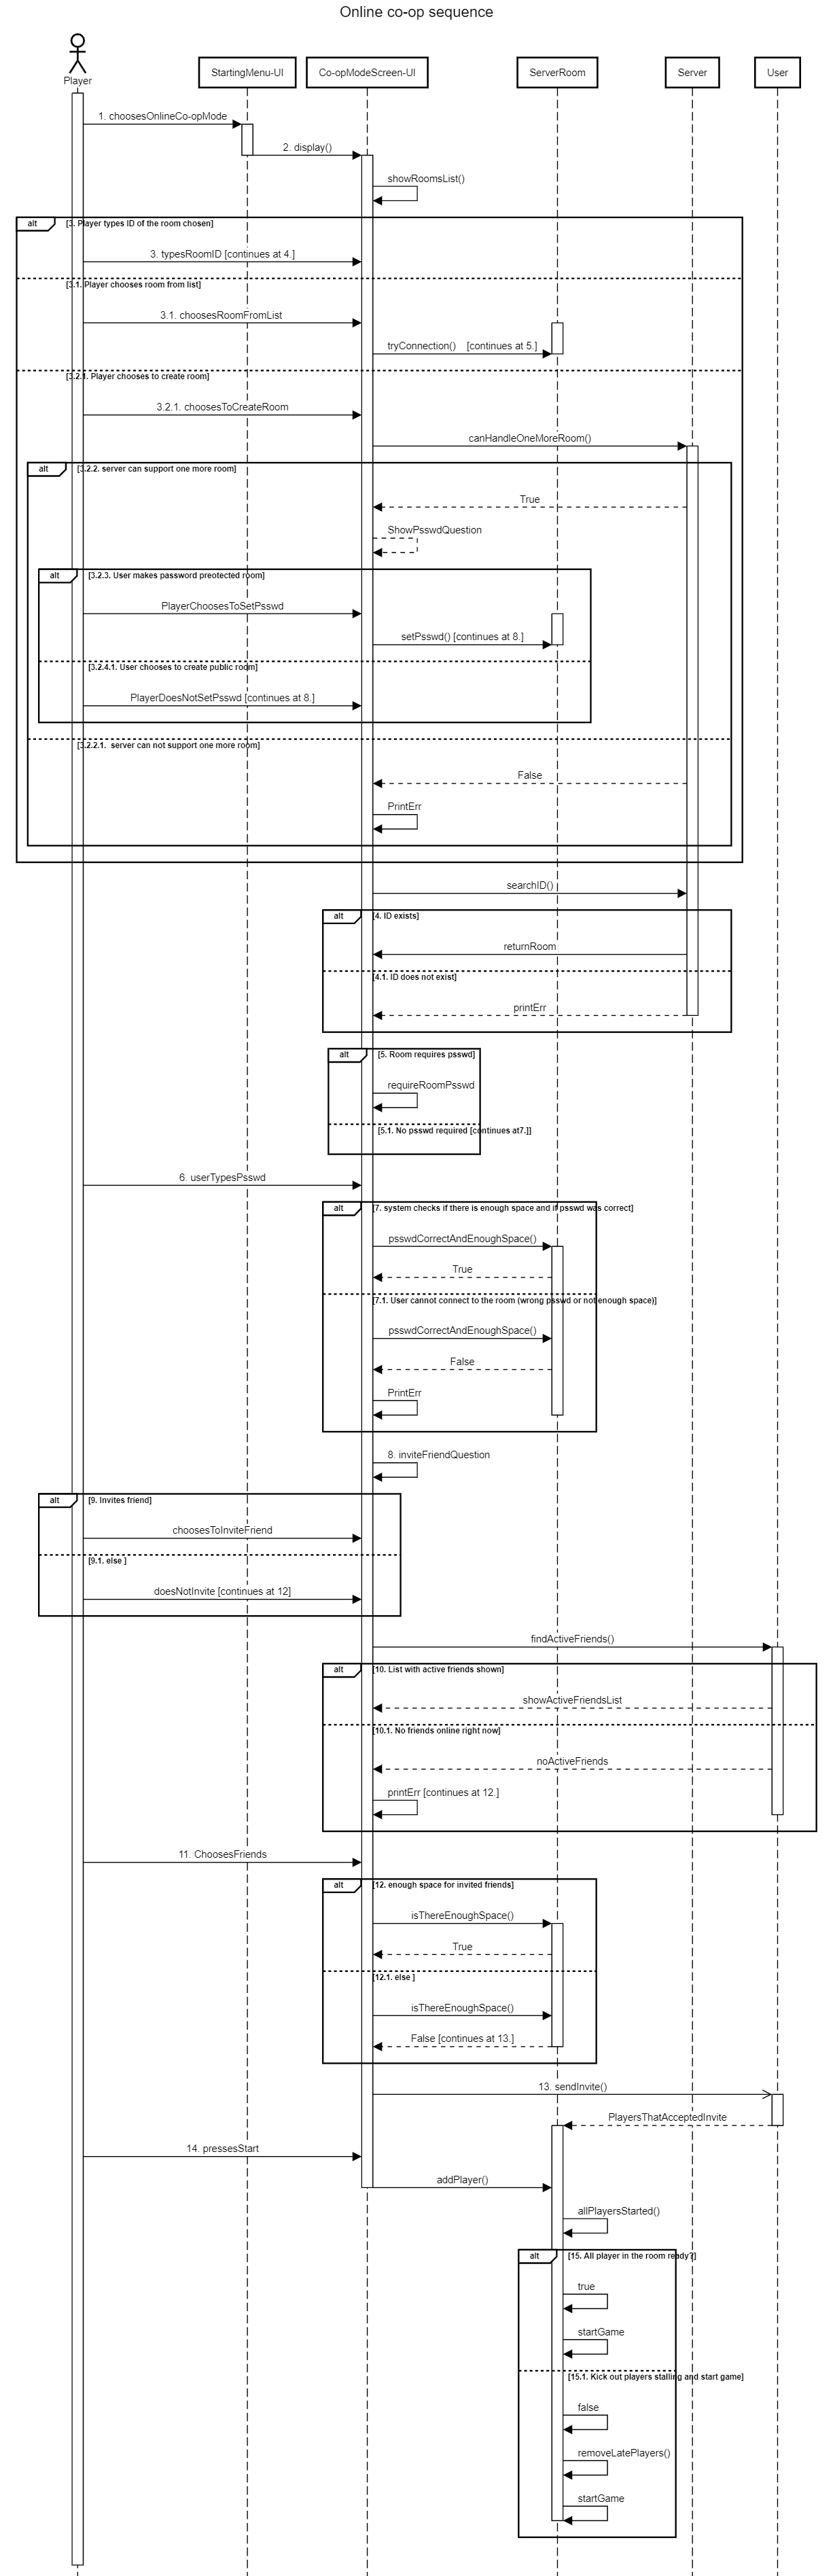 Online co-op sequence
Player
StartingMenu-UI
Co-opModeScreen-UI
ServerRoom
Server
User
1. choosesOnlineCo-opMode
2. display()
showRoomsList()
alt
[3. Player types ID of the room chosen]
3. typesRoomID [continues at 4.]
[3.1. Player chooses room from list]
3.1. choosesRoomFromList
tryConnection() [continues at 5.]
[3.2.1. Player chooses to create room]
3.2.1. choosesToCreateRoom
canHandleOneMoreRoom()
alt
[3.2.2. server can support one more room]
True
ShowPsswdQuestion
alt
[3.2.3. User makes password preotected room]
PlayerChoosesToSetPsswd
setPsswd() [continues at 8.]
[3.2.4.1. User chooses to create public room]
PlayerDoesNotSetPsswd [continues at 8.]
[3.2.2.1. server can not support one more room]
False
PrintErr
searchID()
alt
[4. ID exists]
returnRoom
[4.1. ID does not exist]
printErr
alt
[5. Room requires psswd]
requireRoomPsswd
[5.1. No psswd required [continues at7.]]
6. userTypesPsswd
alt
[7. system checks if there is enough space and if psswd was correct]
psswdCorrectAndEnoughSpace()
True
[7.1. User cannot connect to the room (wrong psswd or not enough space)]
psswdCorrectAndEnoughSpace()
False
PrintErr
8. inviteFriendQuestion
alt
[9. Invites friend]
choosesToInviteFriend
[9.1. else ]
doesNotInvite [continues at 12]
findActiveFriends()
alt
[10. List with active friends shown]
showActiveFriendsList
[10.1. No friends online right now]
noActiveFriends
printErr [continues at 12.]
11. ChoosesFriends
alt
[12. enough space for invited friends]
isThereEnoughSpace()
True
[12.1. else ]
isThereEnoughSpace()
False [continues at 13.]
13. sendInvite()
PlayersThatAcceptedInvite
14. pressesStart
addPlayer()
allPlayersStarted()
alt
[15. All player in the room ready?]
true
startGame
[15.1. Kick out players stalling and start game]
false
removeLatePlayers()
startGame